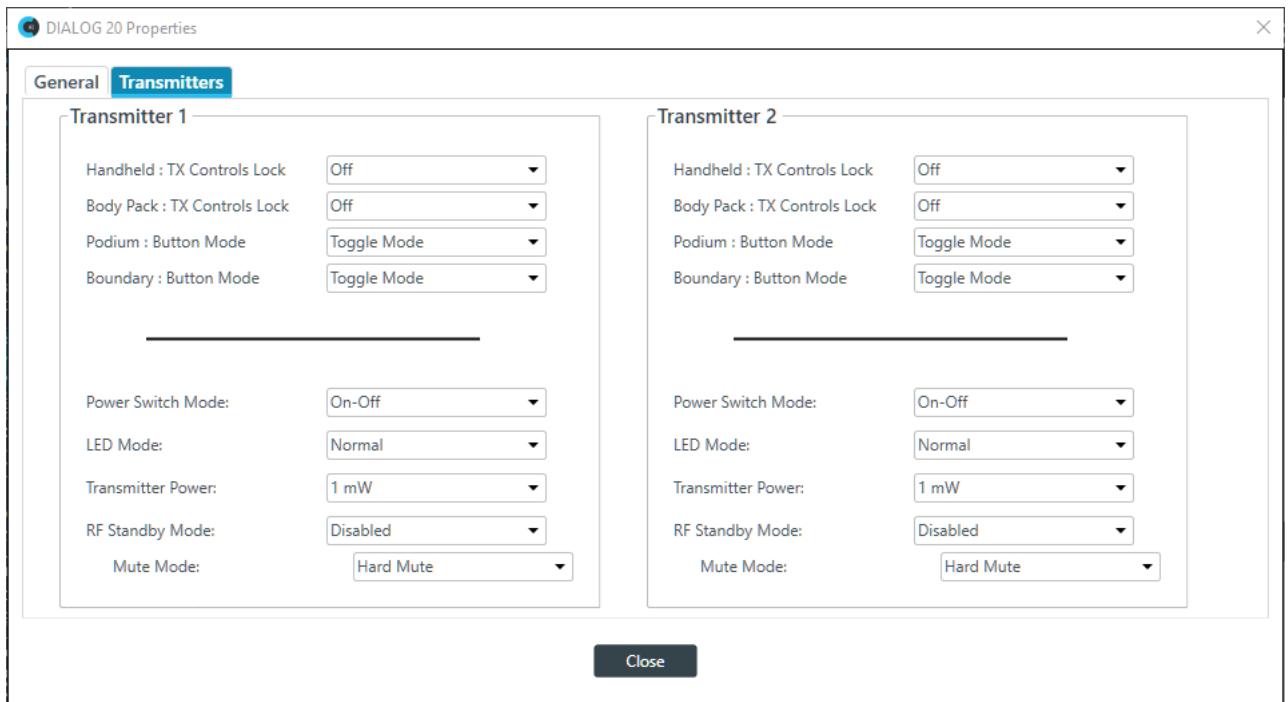 DIALOG 20 Properties
General
Transmitters
Transmitter 1
Handheld : TX Controls Lock Off
Body Pack : TX Controls Lock Off
Podium : Button Mode Toggle Mode
Boundary : Button Mode Toggle Mode
Power Switch Mode: On-Off
LED Mode: Normal
Transmitter Power: 1 mW
RF Standby Mode: Disabled
Mute Mode: Hard Mute
Transmitter 2
Handheld : TX Controls Lock Off
Body Pack : TX Controls Lock Off
Podium : Button Mode Toggle Mode
Boundary : Button Mode Toggle Mode
Power Switch Mode: On-Off
LED Mode: Normal
Transmitter Power: 1 mW
RF Standby Mode: Disabled
Mute Mode: Hard Mute
Close